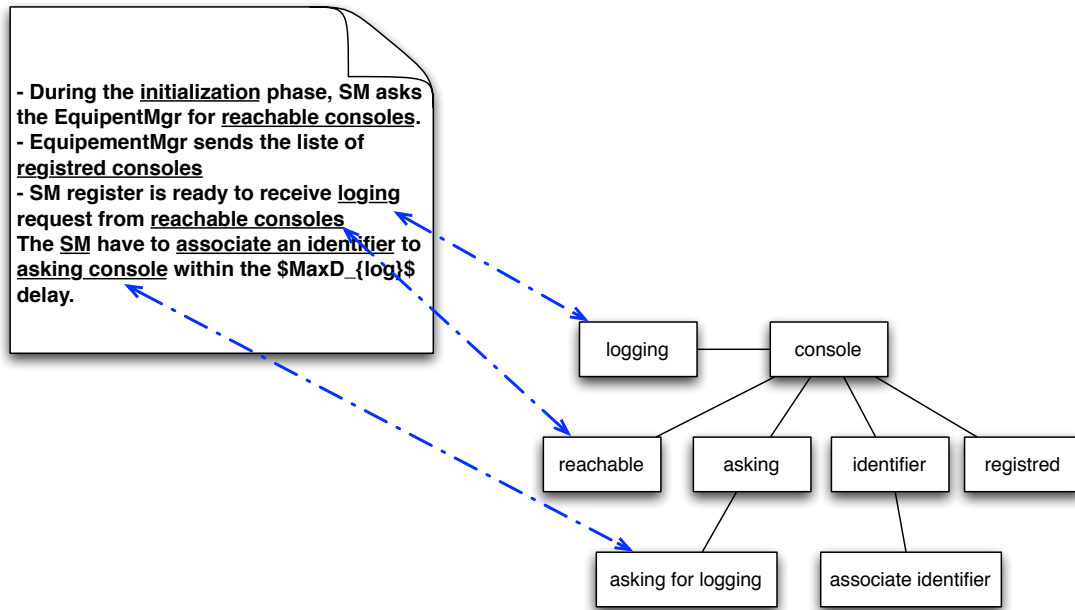 - During the initialization phase, SM asks
the EquipentMgr for reachable consoles.
- EquipementMgr sends the liste of
registred consoles
- SM register is ready to receive loging
request from reachable consoles
The SM have to associate an identifier to
asking console within the $MaxD_{log}$
delay.
logging
console
reachable
asking
identifier
registred
asking for logging
associate identifier